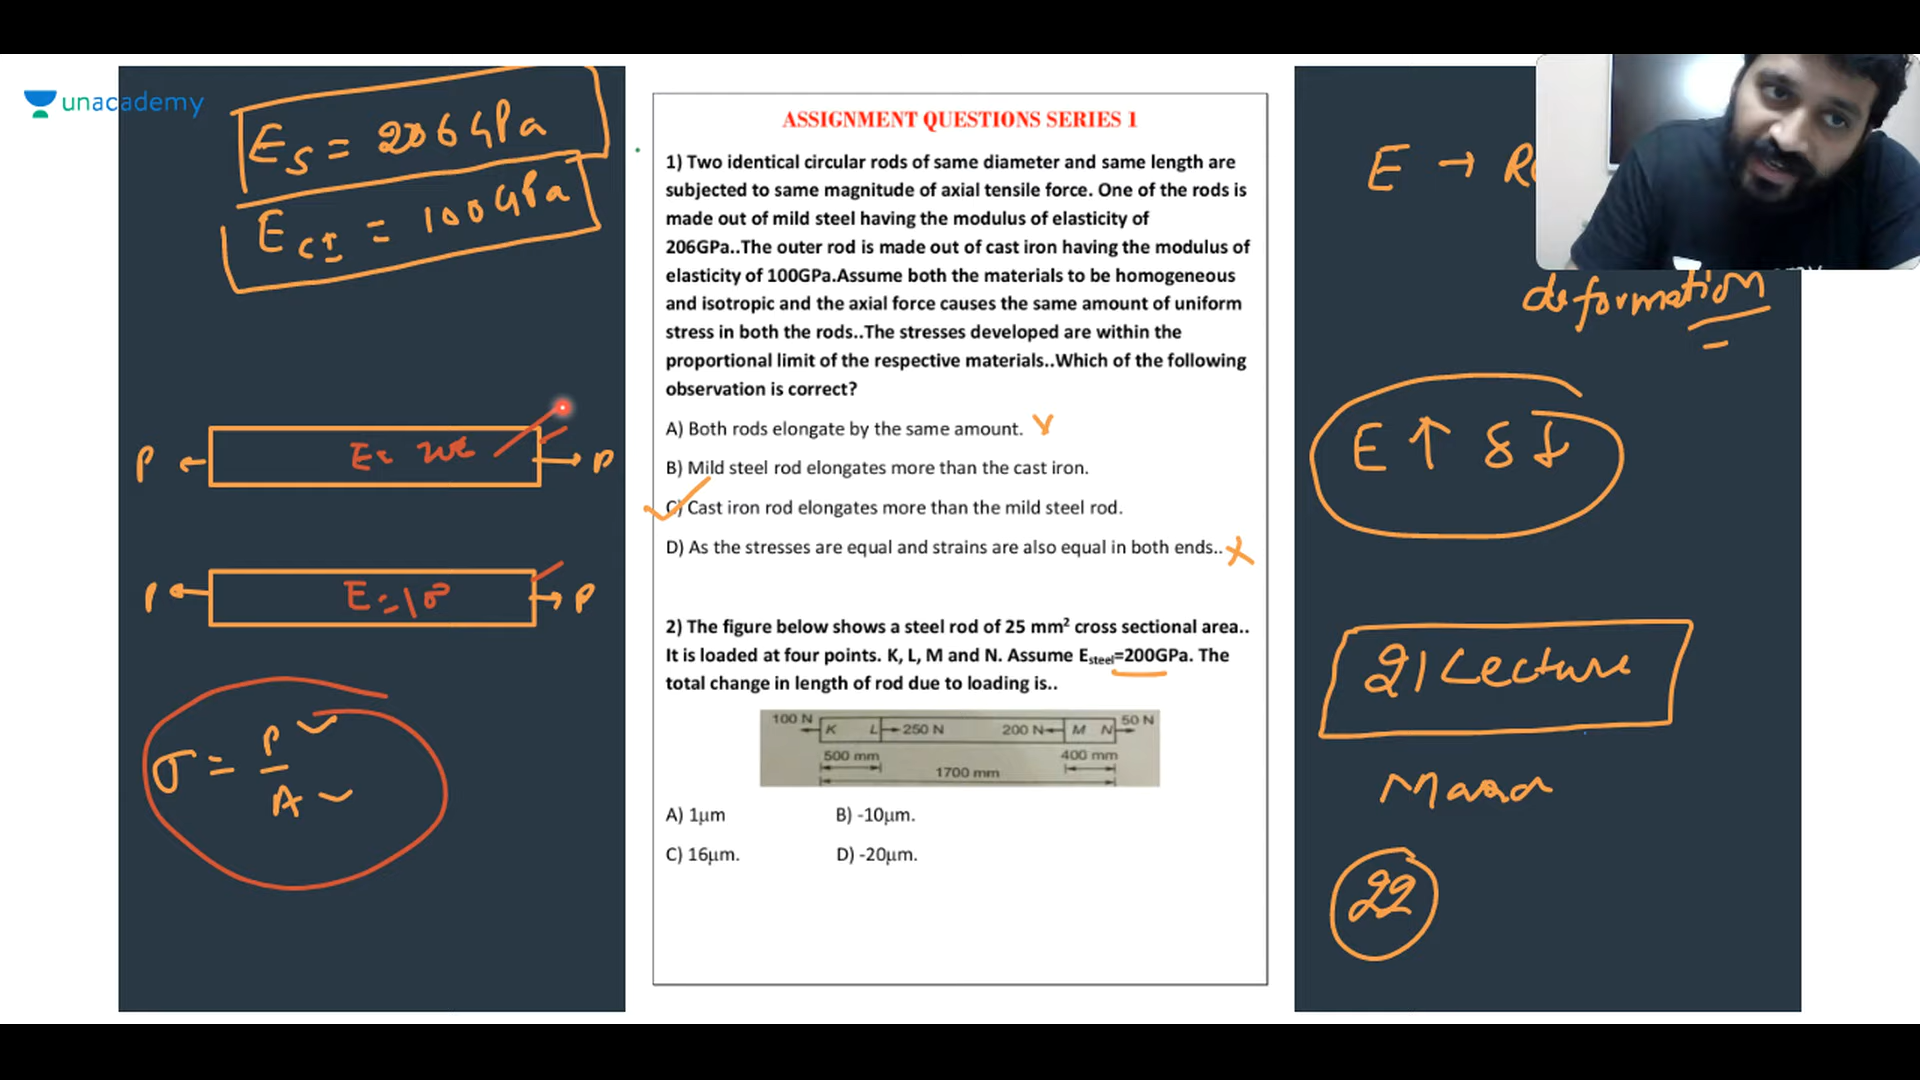 unacademy
E_S = 206 GPa
E_CI = 100 GPa
P
E = 200
P
P
E = 100
P
σ = P / A
ASSIGNMENT QUESTIONS SERIES 1
1) Two identical circular rods of same diameter and same length are
subjected to same magnitude of axial tensile force. One of the rods is
made out of mild steel having the modulus of elasticity of
206GPa..The outer rod is made out of cast iron having the modulus of
elasticity of 100GPa.Assume both the materials to be homogeneous
and isotropic and the axial force causes the same amount of uniform
stress in both the rods..The stresses developed are within the
proportional limit of the respective materials..Which of the following
observation is correct?
A) Both rods elongate by the same amount.
B) Mild steel rod elongates more than the cast iron.
C) Cast iron rod elongates more than the mild steel rod.
D) As the stresses are equal and strains are also equal in both ends..
2) The figure below shows a steel rod of 25 mm² cross sectional area..
It is loaded at four points. K, L, M and N. Assume E_steel=200GPa. The
total change in length of rod due to loading is..
100 N K L 250 N 200 N M N 50 N
500 mm 400 mm
1700 mm
A) 1μm B) -10μm.
C) 16μm. D) -20μm.
E →
deformation
E ↑ δ ↓
21 Lecture
22